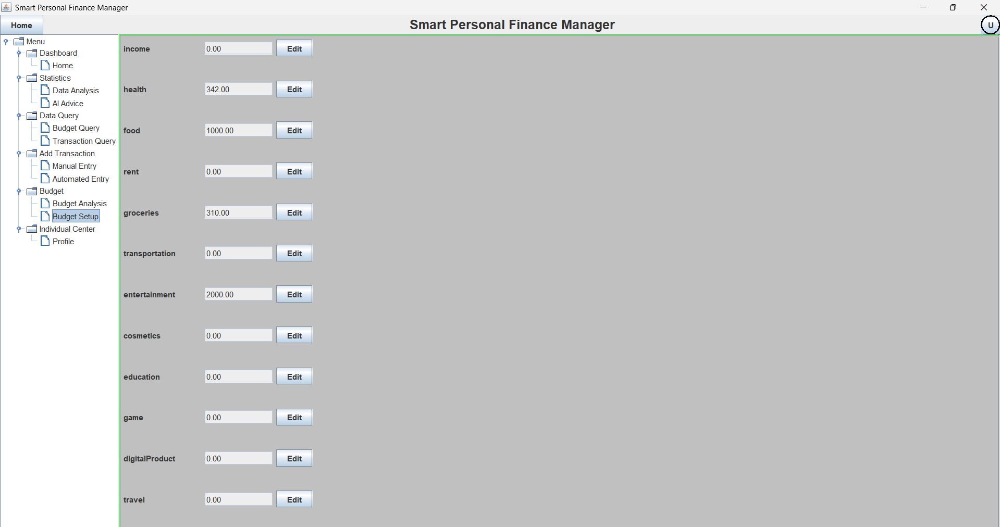 Smart Personal Finance Manager
Home
Smart Personal Finance Manager
U
Menu
Dashboard
Home
Statistics
Data Analysis
AI Advice
Data Query
Budget Query
Transaction Query
Add Transaction
Manual Entry
Automated Entry
Budget
Budget Analysis
Budget Setup
Individual Center
Profile
income 0.00 Edit
health 342.00 Edit
food 1000.00 Edit
rent 0.00 Edit
groceries 310.00 Edit
transportation 0.00 Edit
entertainment 2000.00 Edit
cosmetics 0.00 Edit
education 0.00 Edit
game 0.00 Edit
digitalProduct 0.00 Edit
travel 0.00 Edit